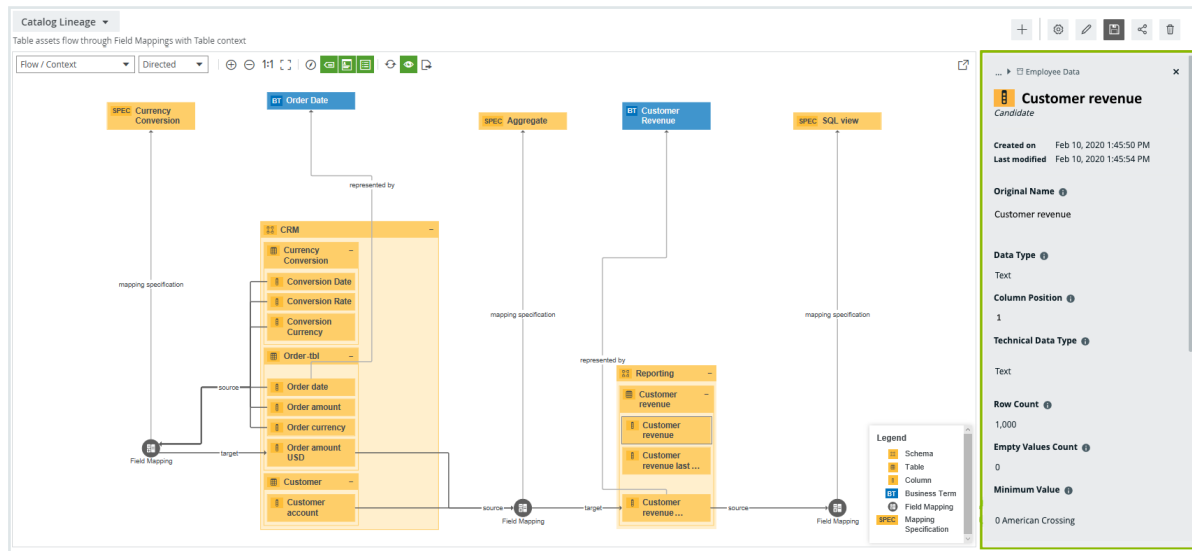 Catalog Lineage
Table assets flow through Field Mappings with Table context
Flow / Context
Directed
1:1
SPEC Currency
Conversion
BT Order Date
SPEC Aggregate
BT Customer
Revenue
SPEC SQL view
represented by
mapping specification
mapping specification
mapping specification
represented by
CRM
Currency
Conversion
Conversion Date
Conversion Rate
Conversion
Currency
Order-tbl
Order date
Order amount
Order currency
Order amount
USD
Customer
Customer
account
source
target
Field Mapping
source
Field Mapping
target
Reporting
Customer
revenue
Customer
revenue
Customer
revenue last ...
Customer
revenue ...
source
Field Mapping
Legend
Schema
Table
Column
BT Business Term
Field Mapping
SPEC Mapping
Specification
... Employee Data
Customer revenue
Candidate
Created on Feb 10, 2020 1:45:50 PM
Last modified Feb 10, 2020 1:45:54 PM
Original Name
Customer revenue
Data Type
Text
Column Position
1
Technical Data Type
Text
Row Count
1,000
Empty Values Count
0
Minimum Value
0 American Crossing